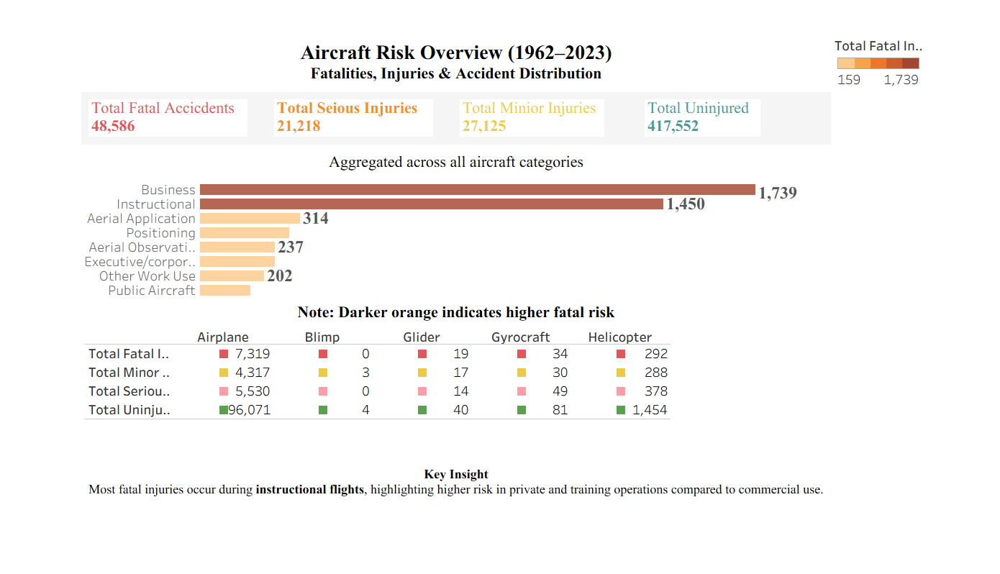 Aircraft Risk Overview (1962–2023)
Fatalities, Injuries & Accident Distribution
Total Fatal In..
159 1,739
Total Fatal Accicdents
48,586
Total Seious Injuries
21,218
Total Minior Injuries
27,125
Total Uninjured
417,552
Aggregated across all aircraft categories
Business 1,739
Instructional 1,450
Aerial Application 314
Positioning
Aerial Observati.. 237
Executive/corpor..
Other Work Use 202
Public Aircraft
Note: Darker orange indicates higher fatal risk
Airplane Blimp Glider Gyrocraft Helicopter
Total Fatal I.. 7,319 0 19 34 292
Total Minor .. 4,317 3 17 30 288
Total Seriou.. 5,530 0 14 49 378
Total Uninju.. 96,071 4 40 81 1,454
Key Insight
Most fatal injuries occur during instructional flights, highlighting higher risk in private and training operations compared to commercial use.